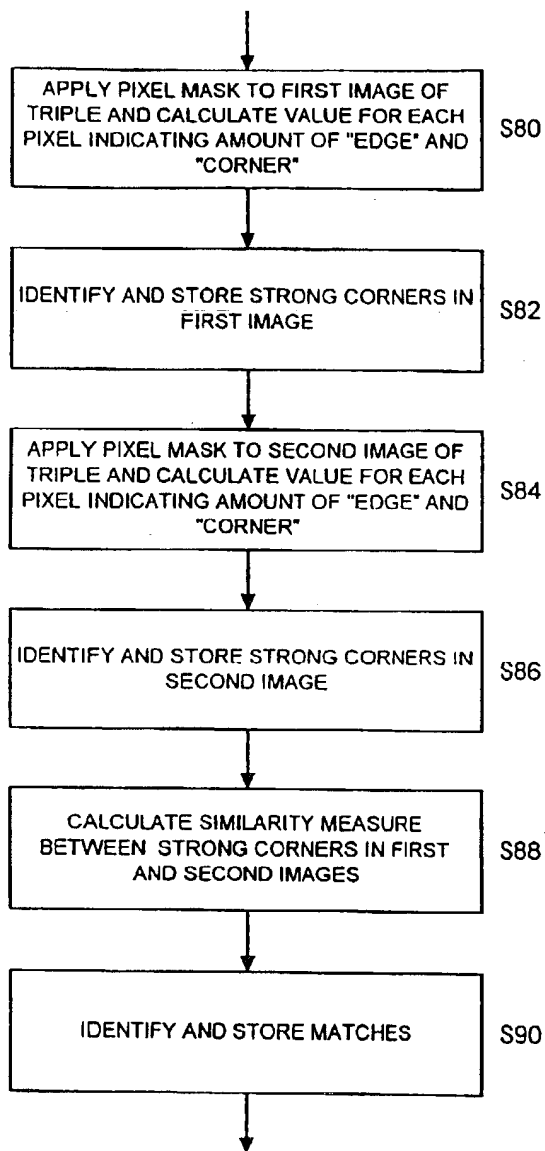 APPLY PIXEL MASK TO FIRST IMAGE OF
TRIPLE AND CALCULATE VALUE FOR EACH
PIXEL INDICATING AMOUNT OF "EDGE" AND
"CORNER"
S80
IDENTIFY AND STORE STRONG CORNERS IN
FIRST IMAGE
S82
APPLY PIXEL MASK TO SECOND IMAGE OF
TRIPLE AND CALCULATE VALUE FOR EACH
PIXEL INDICATING AMOUNT OF "EDGE" AND
"CORNER"
S84
IDENTIFY AND STORE STRONG CORNERS IN
SECOND IMAGE
S86
CALCULATE SIMILARITY MEASURE
BETWEEN STRONG CORNERS IN FIRST
AND SECOND IMAGES
S88
IDENTIFY AND STORE MATCHES
S90